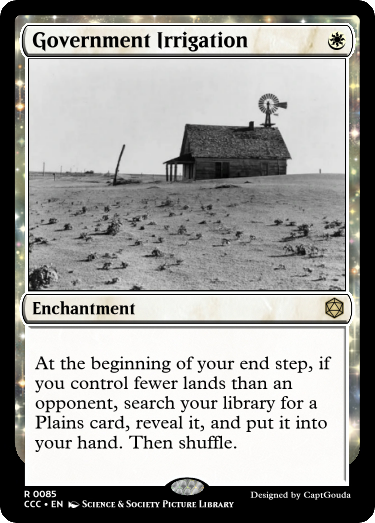 Government Irrigation
Enchantment
At the beginning of your end step, if
you control fewer lands than an
opponent, search your library for a
Plains card, reveal it, and put it into
your hand. Then shuffle.
R 0085
CCC • EN Science & Society Picture Library
Designed by CaptGouda